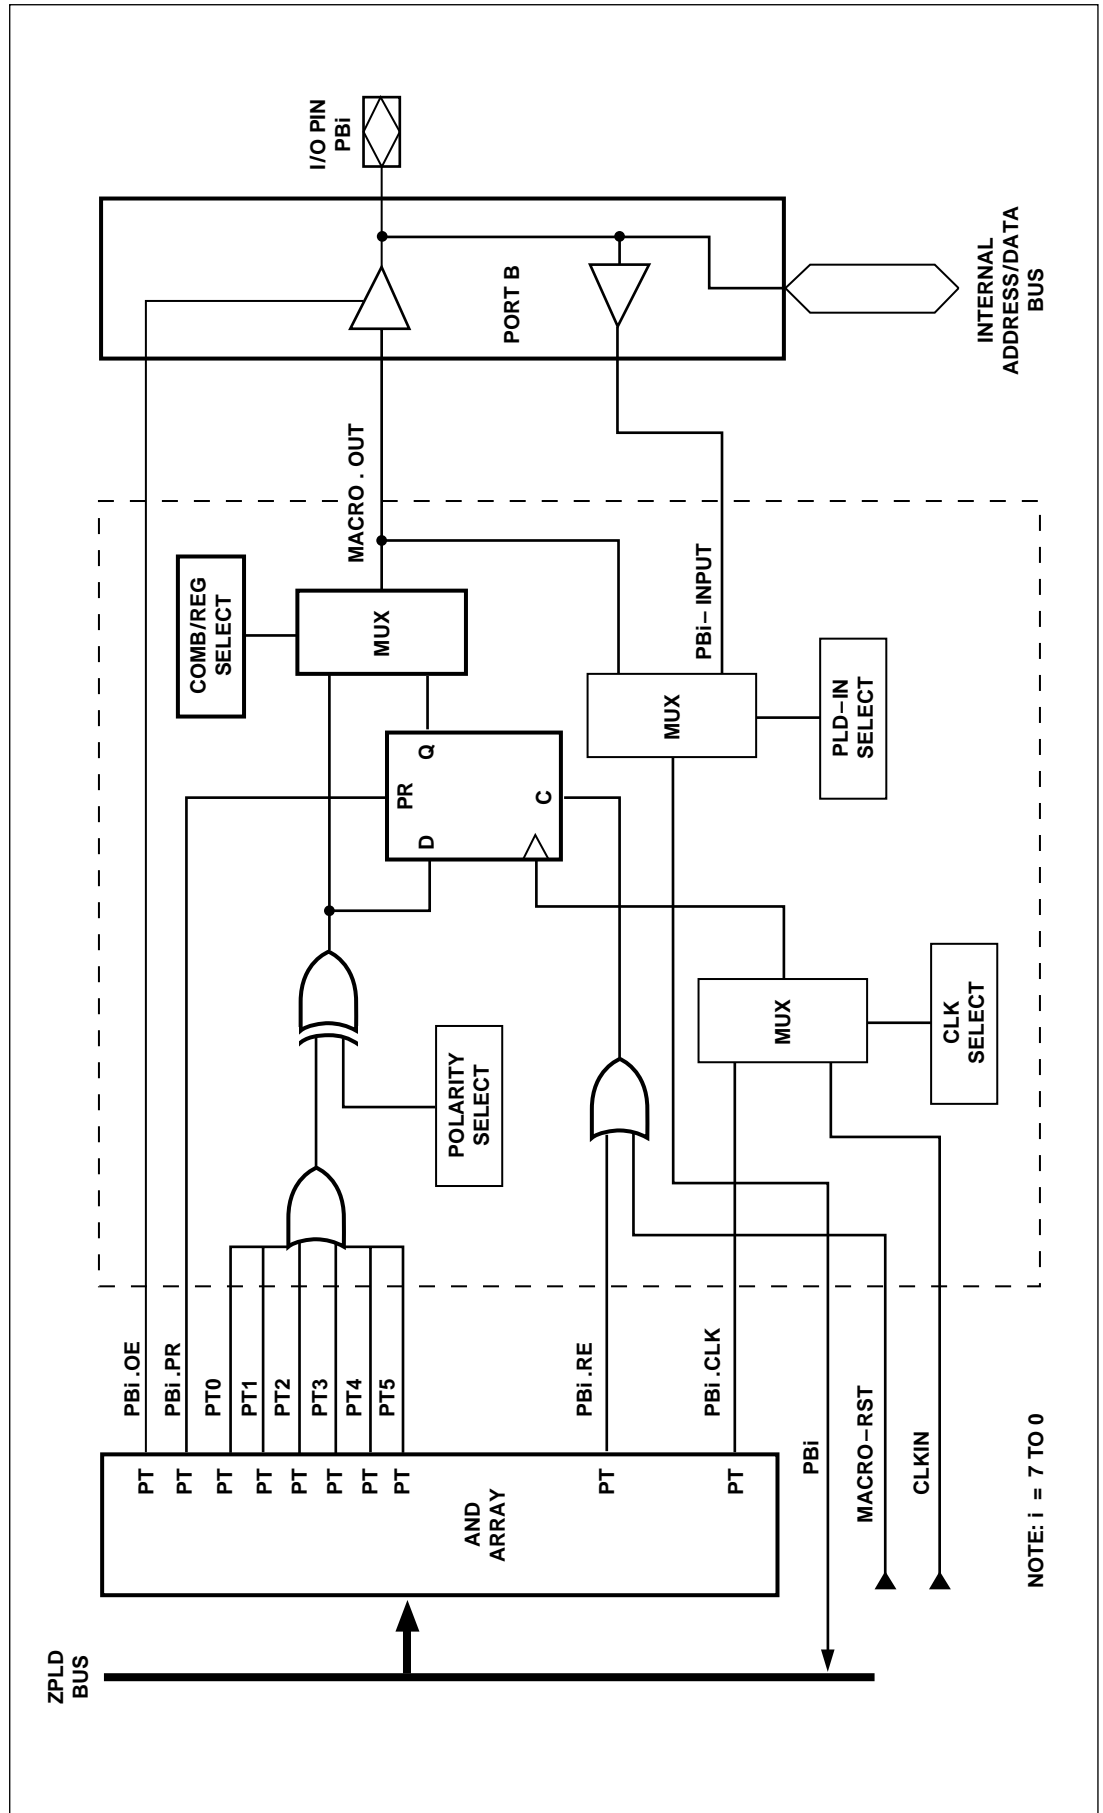 ZPLD
BUS
AND
ARRAY
PT
PT
PT
PT
PT
PT
PT
PT
PT
PT
PBi .OE
PBi .PR
PT0
PT1
PT2
PT3
PT4
PT5
PBi .RE
PBi .CLK
PBi
MACRO–RST
CLKIN
POLARITY
SELECT
CLK
SELECT
MUX
D
PR
Q
C
MUX
PLD–IN
SELECT
COMB/REG
SELECT
MUX
MACRO . OUT
PBi – INPUT
PORT B
I/O PIN
PBi
INTERNAL
ADDRESS/DATA
BUS
NOTE: i = 7 TO 0